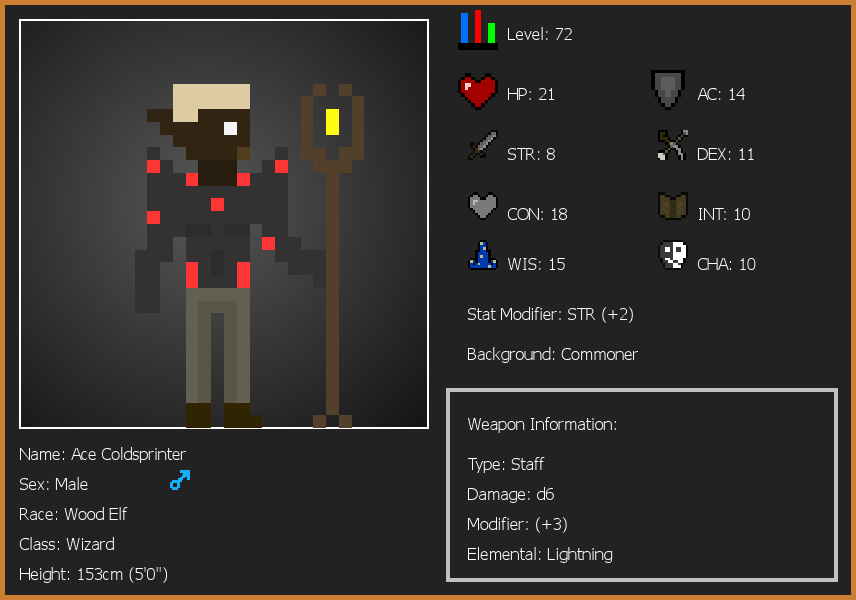 Level: 72
HP: 21
AC: 14
STR: 8
DEX: 11
CON: 18
INT: 10
WIS: 15
CHA: 10
Stat Modifier: STR (+2)
Background: Commoner
Weapon Information:
Type: Staff
Damage: d6
Modifier: (+3)
Elemental: Lightning
Name: Ace Coldsprinter
Sex: Male
Race: Wood Elf
Class: Wizard
Height: 153cm (5'0")